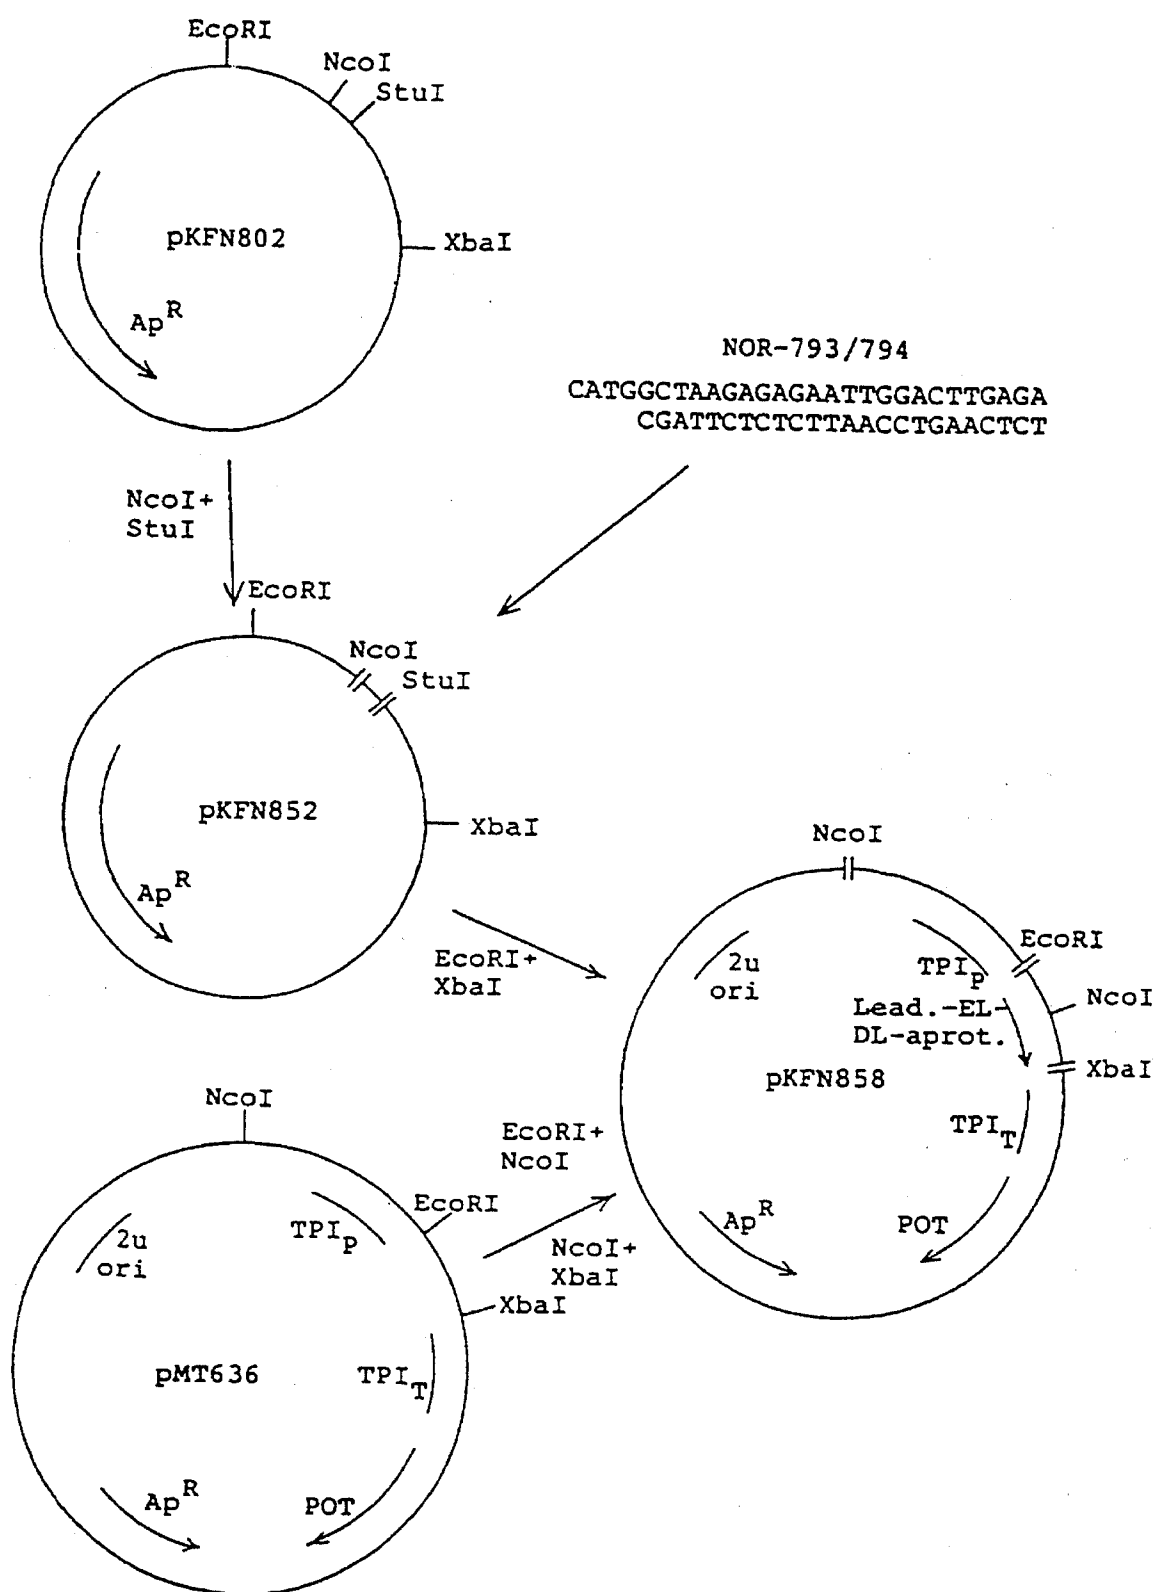 EcoRI
NcoI
StuI
pKFN802
XbaI
ApR
NOR-793/794
CATGGCTAAGAGAGAATTGGACTTGAGA
CGATTCTCTCTTAACCTGAACTCT
NcoI+
StuI
EcoRI
NcoI
StuI
pKFN852
XbaI
ApR
EcoRI+
XbaI
NcoI
2u
ori
TPIP
EcoRI
NcoI
Lead.-EL-
DL-aprot.
XbaI
pKFN858
TPIT
ApR
POT
NcoI
EcoRI+
NcoI
EcoRI
2u
ori
TPIP
NcoI+
XbaI
XbaI
pMT636
TPIT
ApR
POT